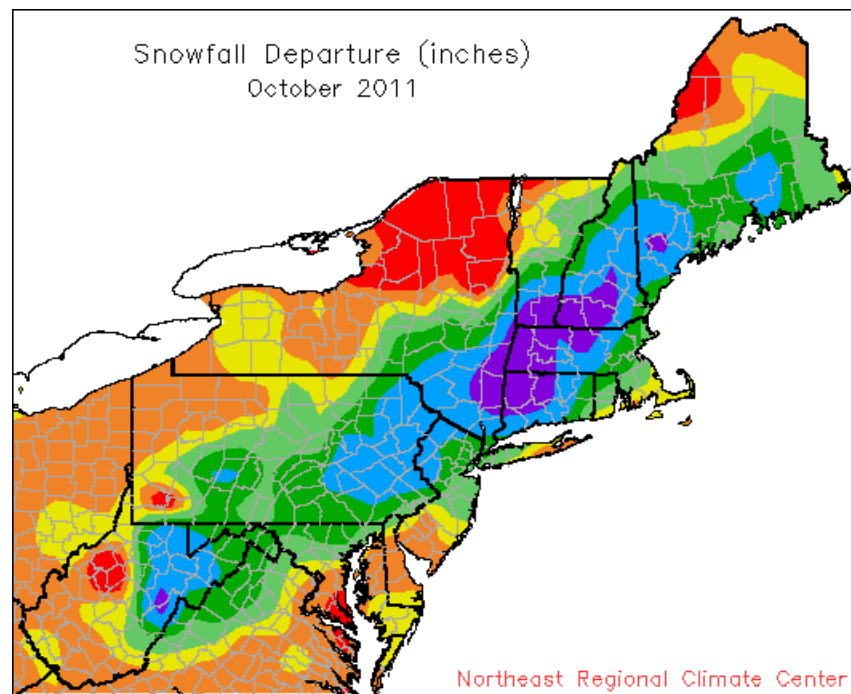 Snowfall Departure (inches)
October 2011
Northeast Regional Climate Center